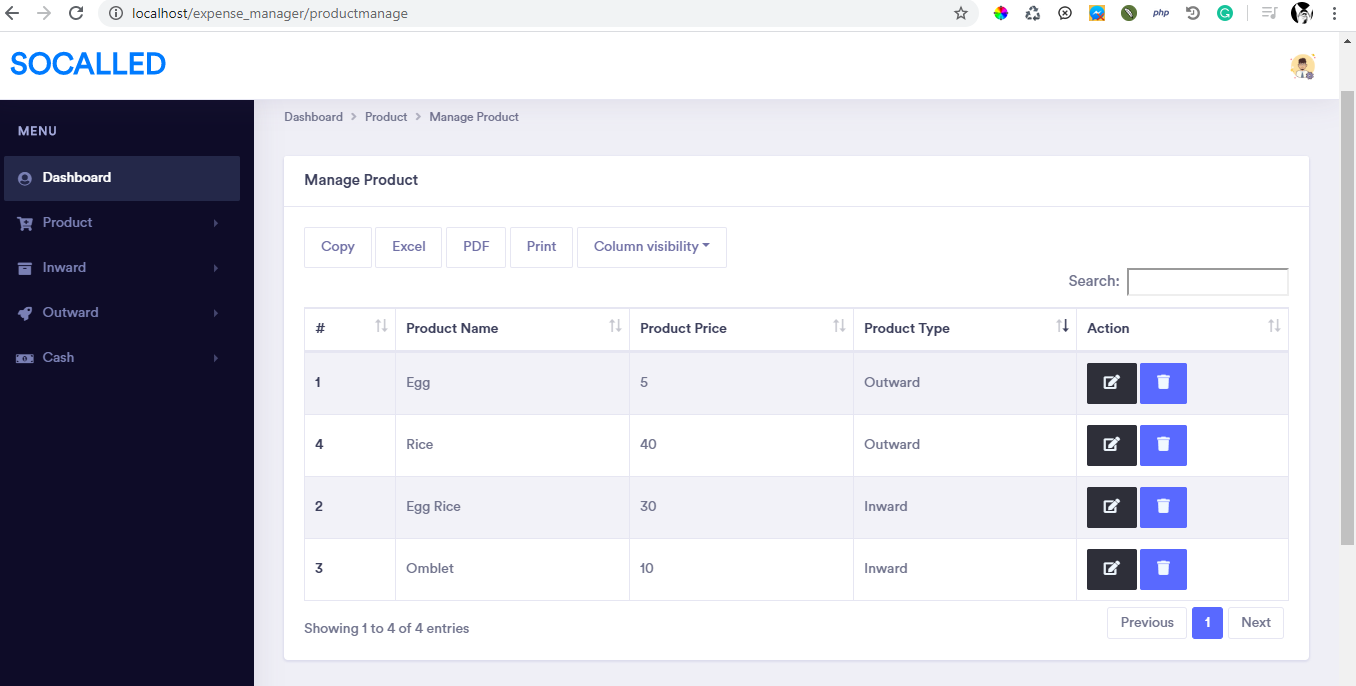 localhost/expense_manager/productmanage
php
SOCALLED
MENU
Dashboard
Product
Inward
Outward
Cash
Dashboard > Product > Manage Product
Manage Product
Copy Excel PDF Print Column visibility
Search:
# Product Name Product Price Product Type Action
1 Egg 5 Outward
4 Rice 40 Outward
2 Egg Rice 30 Inward
3 Omblet 10 Inward
Showing 1 to 4 of 4 entries
Previous 1 Next